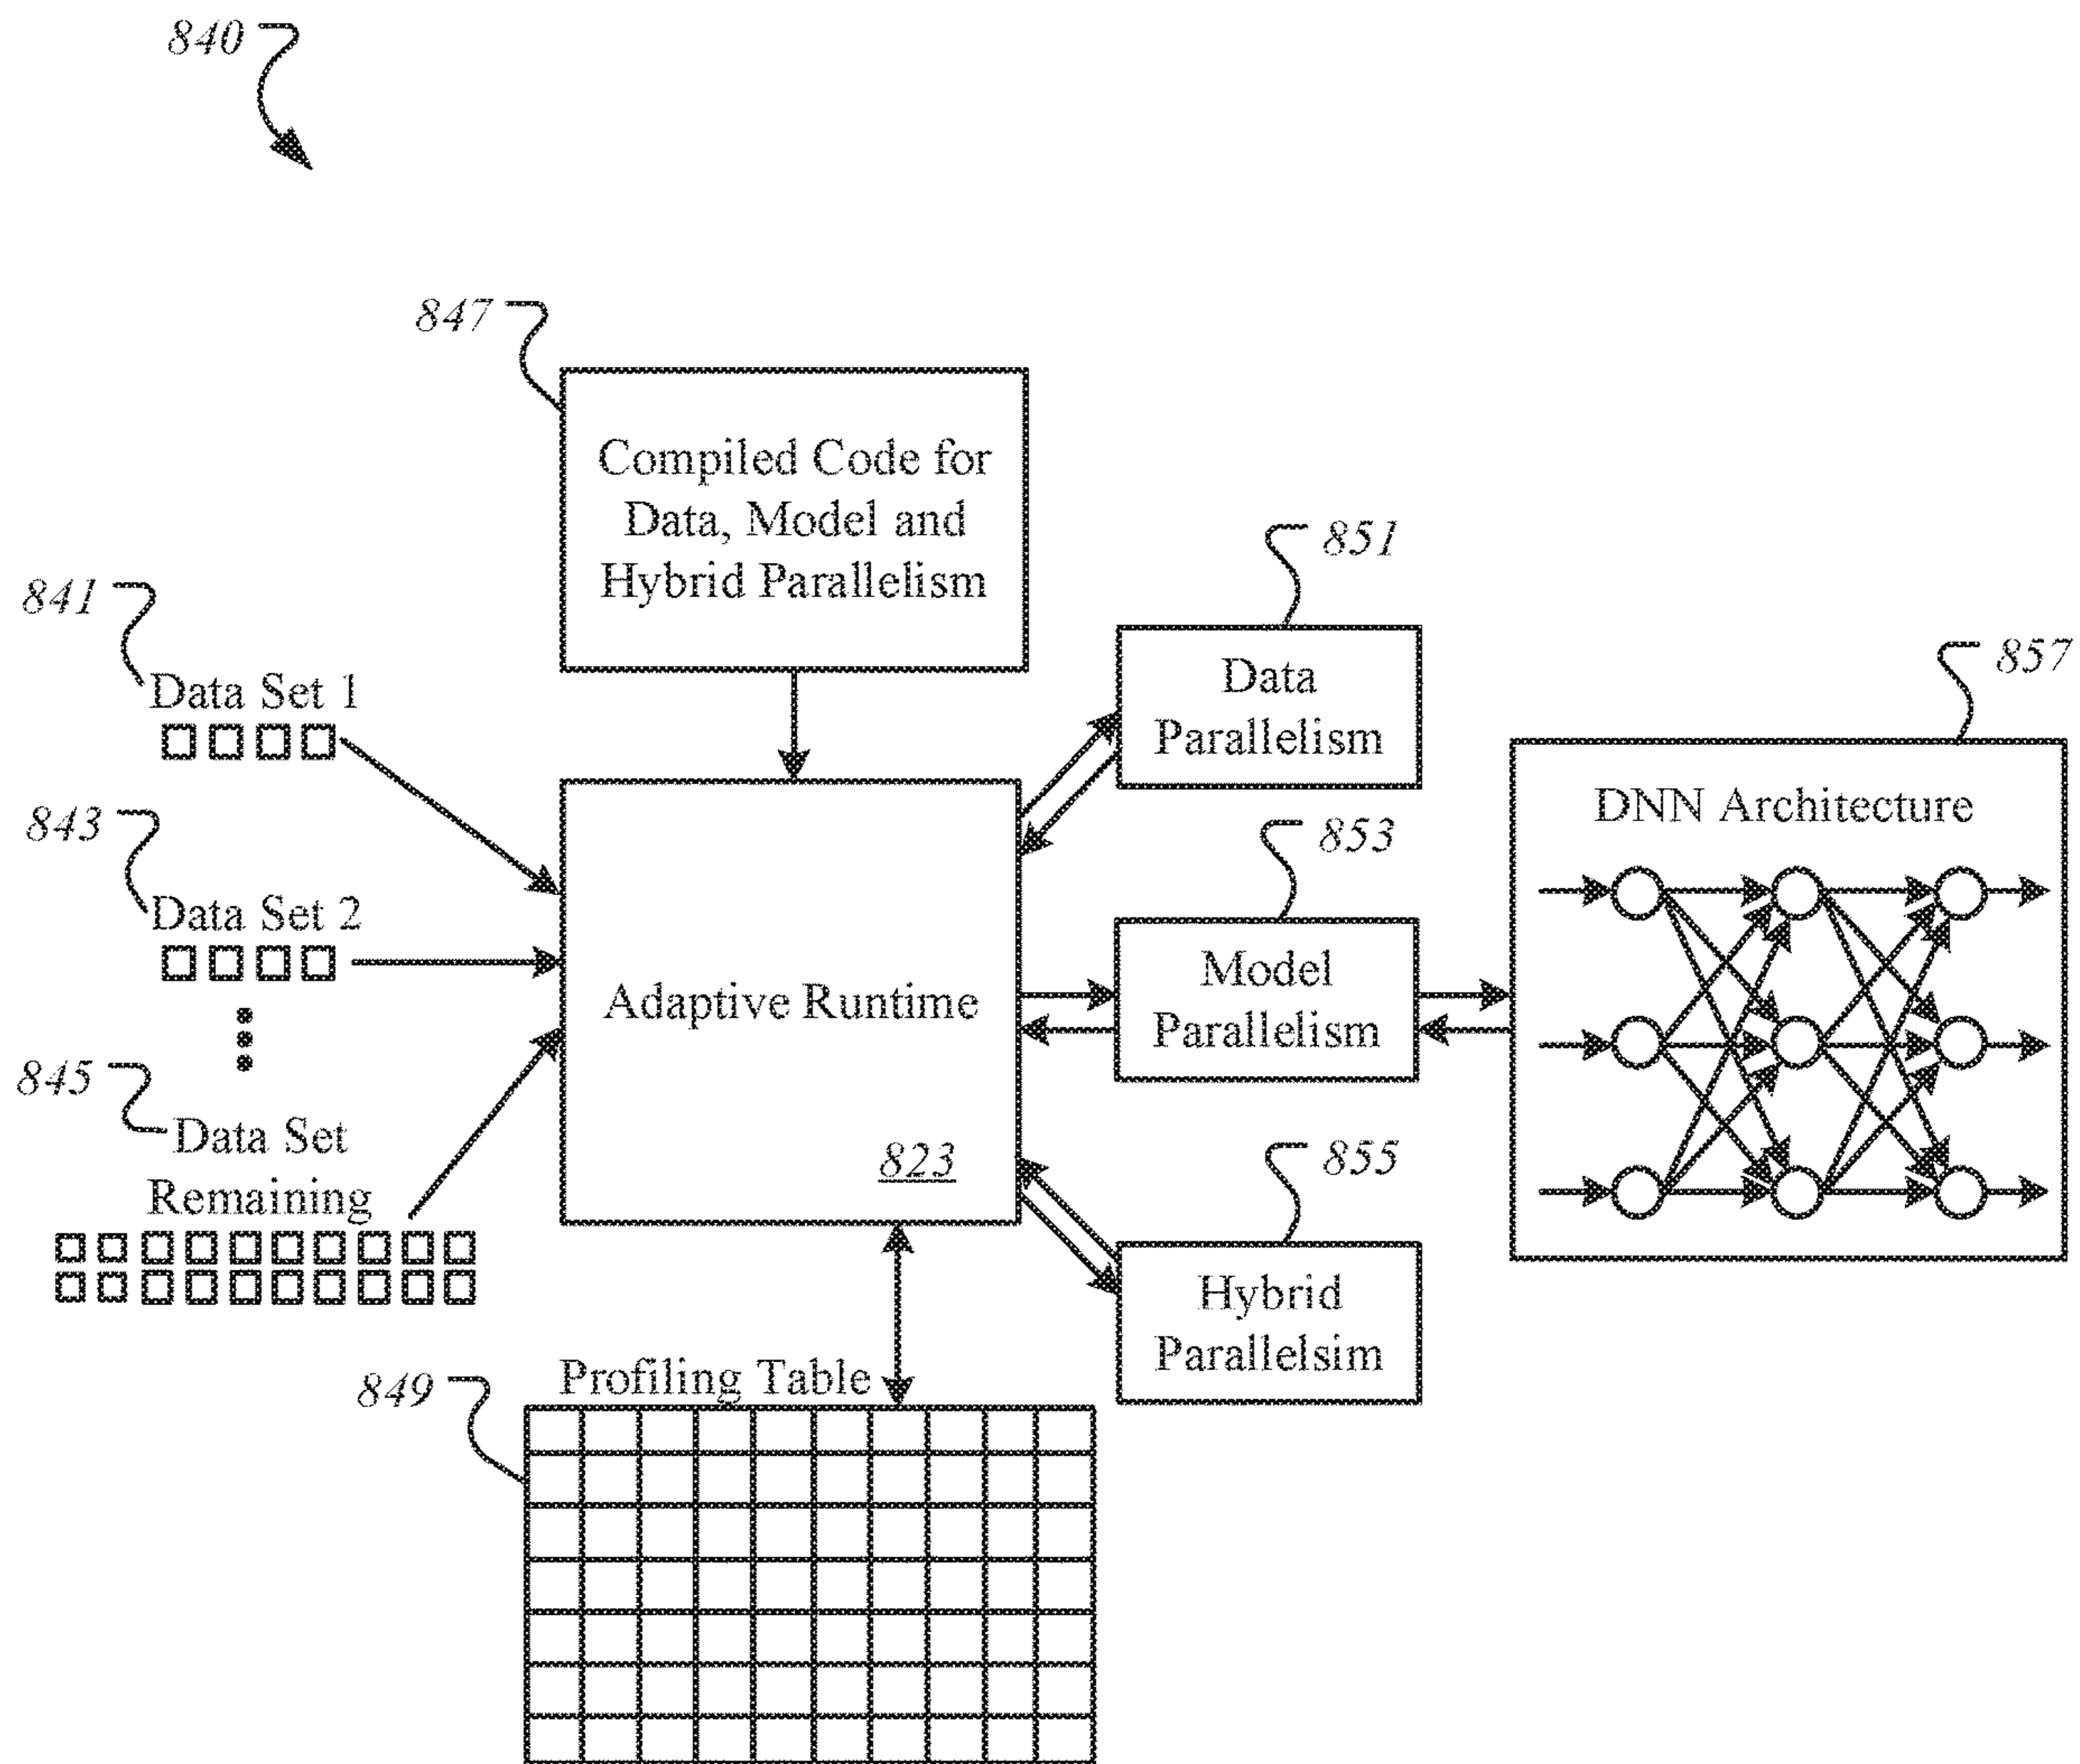 840
847
Compiled Code for
Data, Model and
Hybrid Parallelism
841
Data Set 1
843
Data Set 2
845
Data Set
Remaining
Adaptive Runtime
823
851
Data
Parallelism
853
Model
Parallelism
855
Hybrid
Parallelsim
857
DNN Architecture
849
Profiling Table